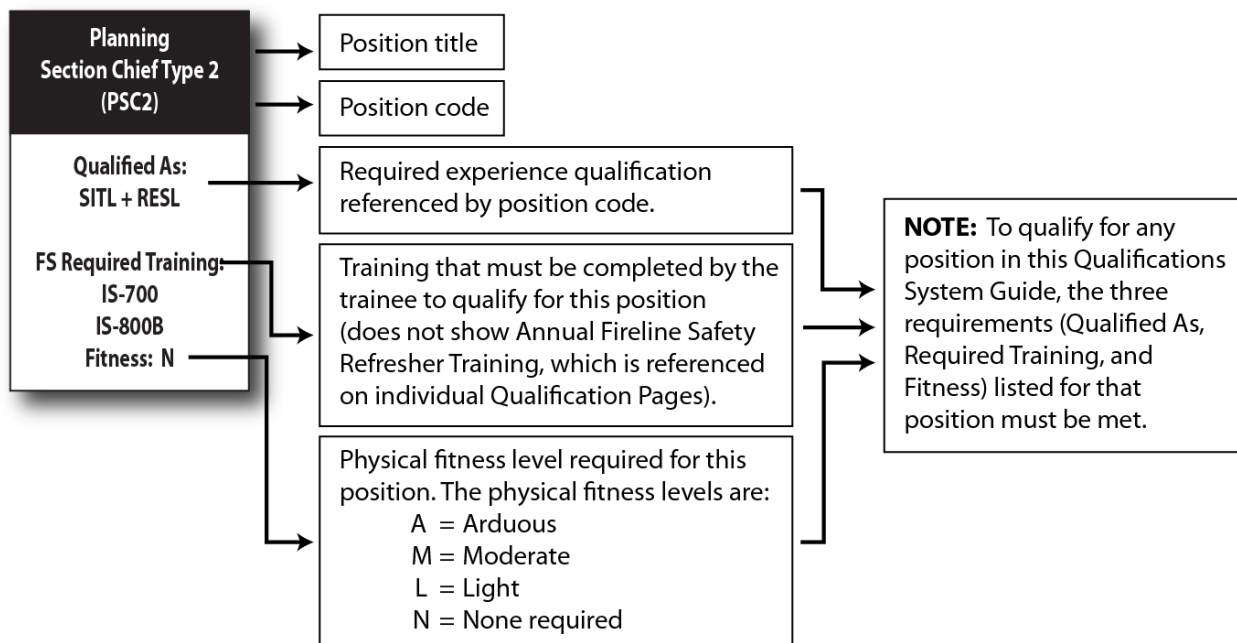 Planning
Section Chief Type 2
(PSC2)
Qualified As:
SITL + RESL
FS Required Training:
IS-700
IS-800B
Fitness: N
Position title
Position code
Required experience qualification
referenced by position code.
Training that must be completed by the
trainee to qualify for this position
(does not show Annual Fireline Safety
Refresher Training, which is referenced
on individual Qualification Pages).
Physical fitness level required for this
position. The physical fitness levels are:
A = Arduous
M = Moderate
L = Light
N = None required
NOTE: To qualify for any
position in this Qualifications
System Guide, the three
requirements (Qualified As,
Required Training, and
Fitness) listed for that
position must be met.